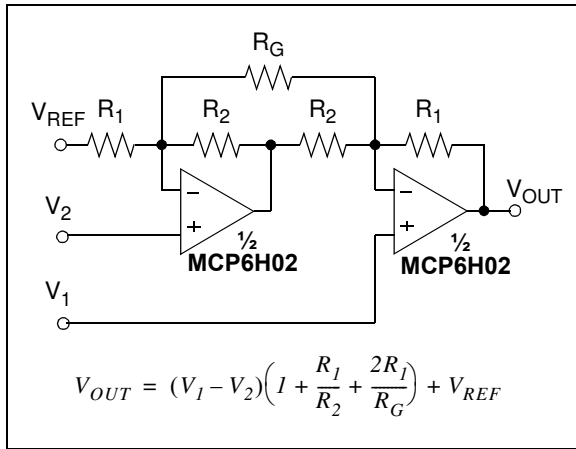 R_G
V_REF R_1 R_2 R_2 R_1
V_OUT
V_2
− + − +
½ ½
MCP6H02 MCP6H02
V_1
V_OUT = (V_1 – V_2)(1 + R_1/R_2 + 2R_1/R_G) + V_REF